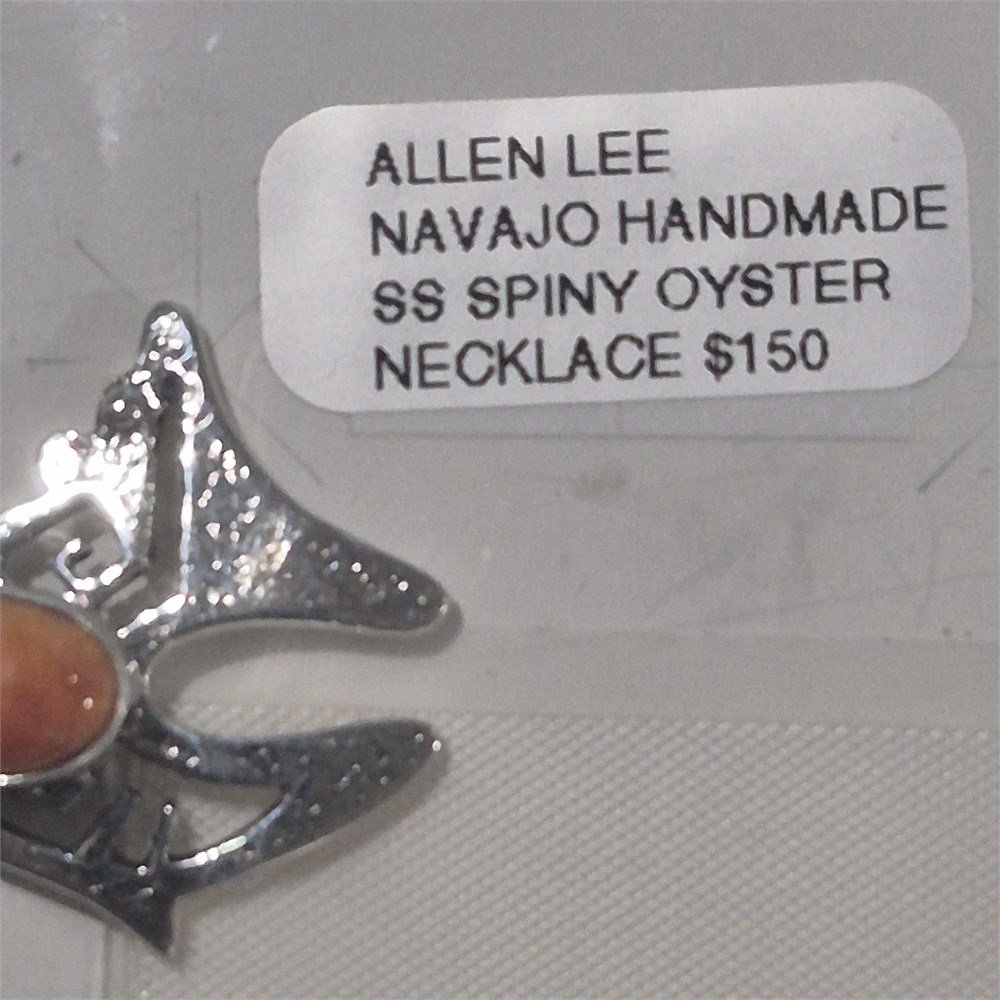 ALLEN LEE
NAVAJO HANDMADE
SS SPINY OYSTER
NECKLACE $150